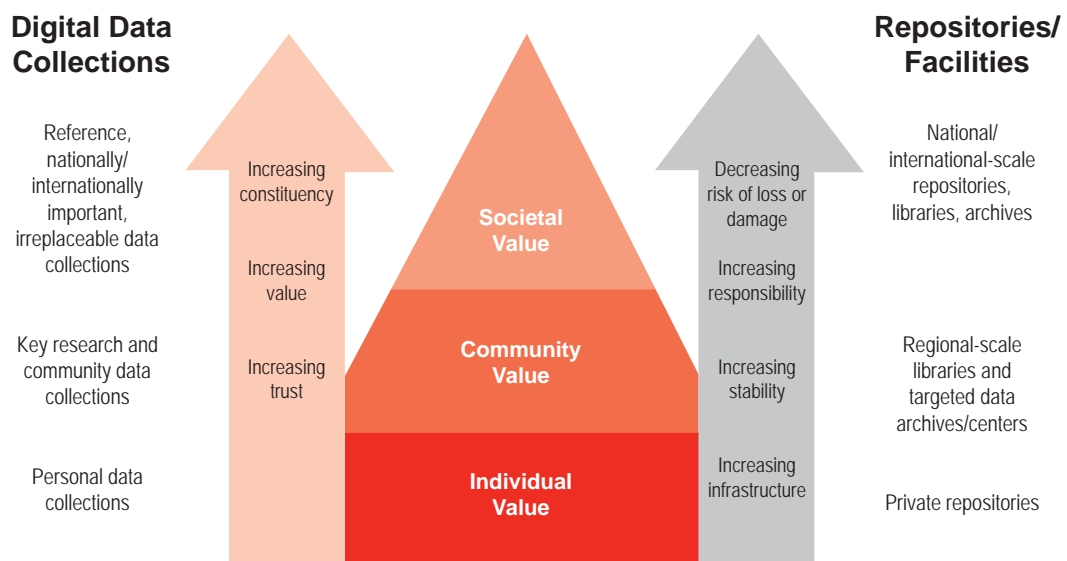 Digital Data
Collections
Reference,
nationally/
internationally
important,
irreplaceable data
collections
Key research and
community data
collections
Personal data
collections
Increasing
constituency
Increasing
value
Increasing
trust
Societal
Value
Community
Value
Individual
Value
Decreasing
risk of loss or
damage
Increasing
responsibility
Increasing
stability
Increasing
infrastructure
Repositories/
Facilities
National/
international-scale
repositories,
libraries, archives
Regional-scale
libraries and
targeted data
archives/centers
Private repositories